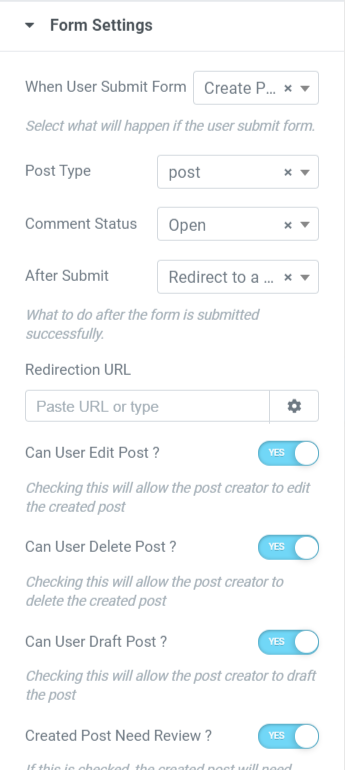 Form Settings
When User Submit Form Create P... ×
Select what will happen if the user submit form.
Post Type post ×
Comment Status Open ×
After Submit Redirect to a ... ×
What to do after the form is submitted
successfully.
Redirection URL
Paste URL or type
Can User Edit Post ? YES
Checking this will allow the post creator to edit
the created post
Can User Delete Post ? YES
Checking this will allow the post creator to
delete the created post
Can User Draft Post ? YES
Checking this will allow the post creator to draft
the post
Created Post Need Review ? YES
If this is checked, the created post will need